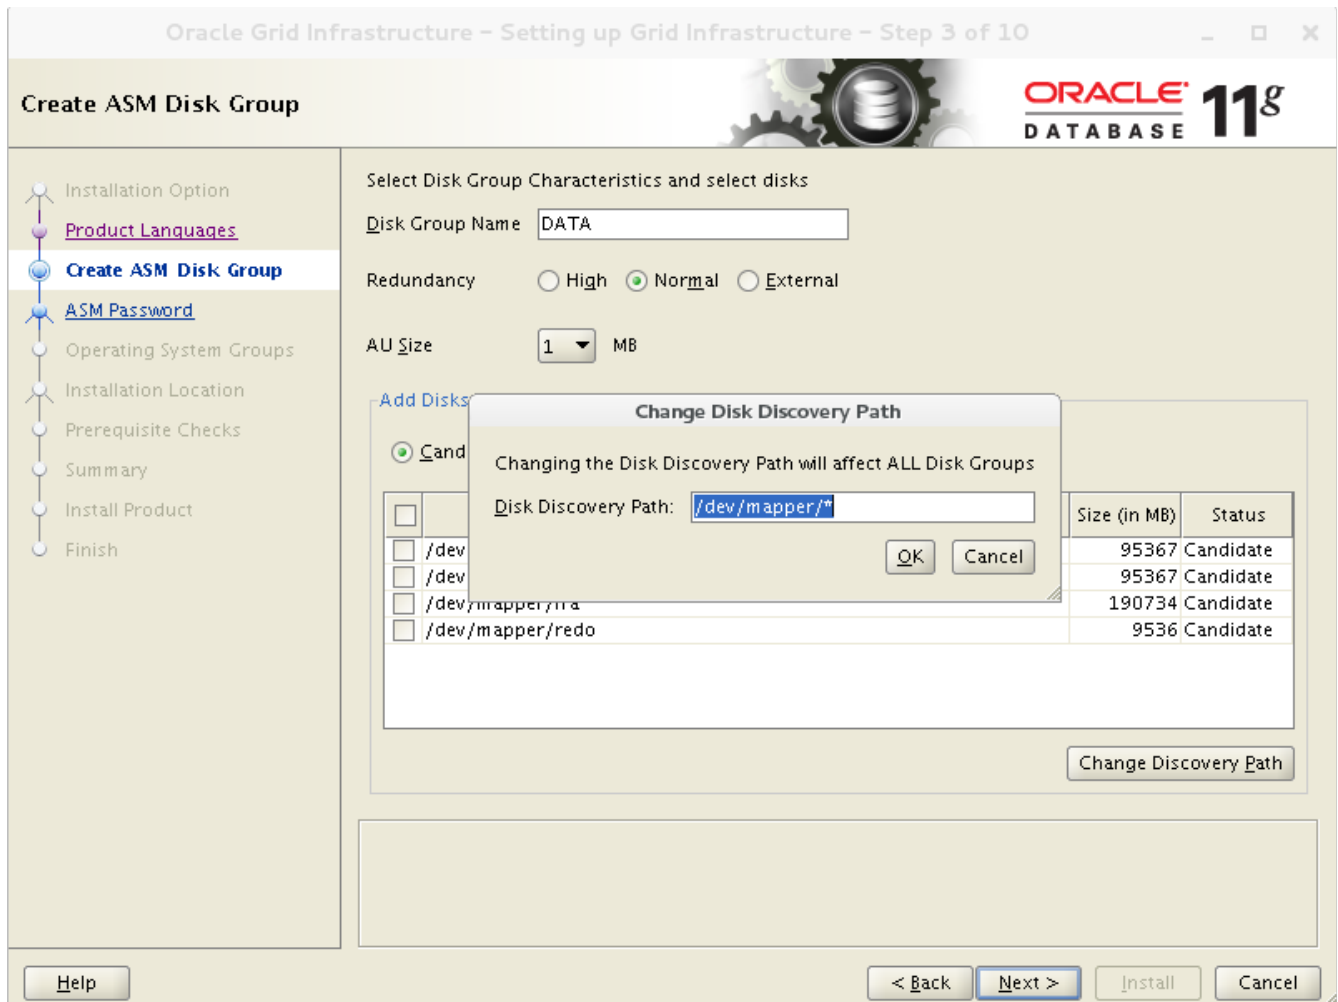 Oracle Grid Infrastructure - Setting up Grid Infrastructure - Step 3 of 10
Create ASM Disk Group
ORACLE
DATABASE
11g
Installation Option
Product Languages
Create ASM Disk Group
ASM Password
Operating System Groups
Installation Location
Prerequisite Checks
Summary
Install Product
Finish
Select Disk Group Characteristics and select disks
Disk Group Name DATA
Redundancy High Normal External
AU Size 1 MB
Add Disks
Change Disk Discovery Path
Changing the Disk Discovery Path will affect ALL Disk Groups
Disk Discovery Path: /dev/mapper/*
OK Cancel
Size (in MB) Status
/dev 95367 Candidate
/dev 95367 Candidate
/dev/mapper/fra 190734 Candidate
/dev/mapper/redo 9536 Candidate
Change Discovery Path
Help < Back Next > Install Cancel